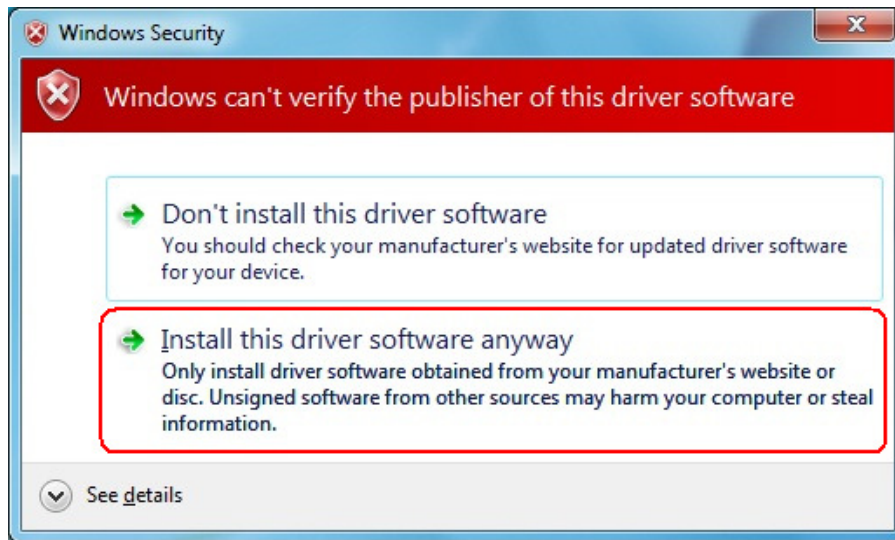 Windows Security
Windows can't verify the publisher of this driver software
Don't install this driver software
You should check your manufacturer's website for updated driver software
for your device.
Install this driver software anyway
Only install driver software obtained from your manufacturer's website or
disc. Unsigned software from other sources may harm your computer or steal
information.
See details